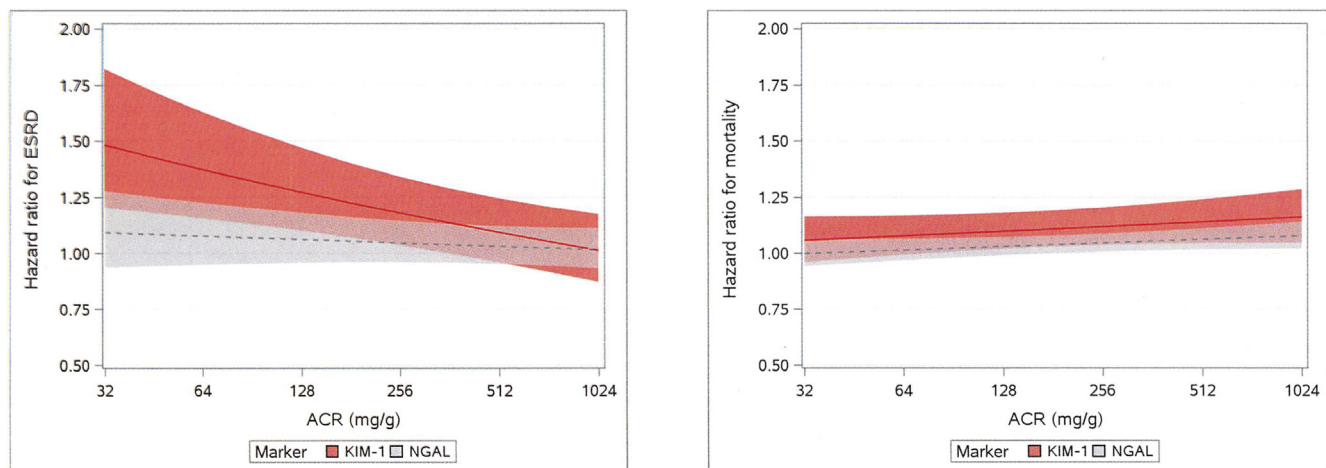 2.00
1.75
1.50
1.25
1.00
0.75
0.50
Hazard ratio for ESRD
32 64 128 256 512 1024
ACR (mg/g)
Marker KIM-1 NGAL
2.00
1.75
1.50
1.25
1.00
0.75
0.50
Hazard ratio for mortality
32 64 128 256 512 1024
ACR (mg/g)
Marker KIM-1 NGAL